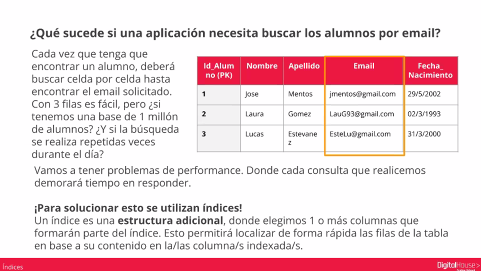 ¿Qué sucede si una aplicación necesita buscar los alumnos por email?
Cada vez que tenga que
encontrar un alumno, deberá
buscar celda por celda hasta
encontrar el email solicitado.
Con 3 filas es fácil, pero ¿si
tenemos una base de 1 millón
de alumnos? ¿Y si la búsqueda
se realiza repetidas veces
durante el día?
Id_Alum Nombre Apellido Email Fecha_
no (PK) Nacimiento
1 Jose Mentos jmentos@gmail.com 29/5/2002
2 Laura Gomez LauG93@gmail.com 02/3/1993
3 Lucas Estevane EsteLu@gmail.com 31/3/2000
z
Vamos a tener problemas de performance. Donde cada consulta que realicemos
demorará tiempo en responder.
¡Para solucionar esto se utilizan índices!
Un índice es una estructura adicional, donde elegimos 1 o más columnas que
formarán parte del índice. Esto permitirá localizar de forma rápida las filas de la tabla
en base a su contenido en la/las columna/s indexada/s.
Índices
DigitalHouse>